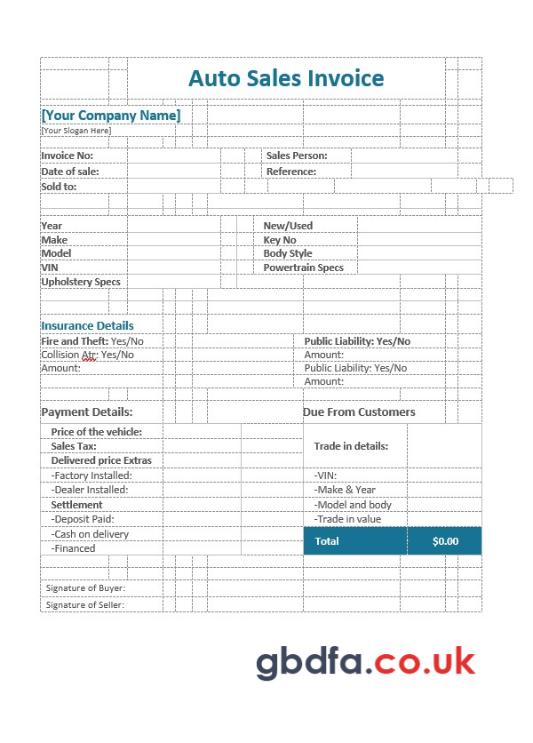 Auto Sales Invoice
[Your Company Name]
[Your Slogan Here]
Invoice No: Sales Person:
Date of sale: Reference:
Sold to:
Year New/Used
Make Key No
Model Body Style
VIN Powertrain Specs
Upholstery Specs
Insurance Details
Fire and Theft: Yes/No Public Liability: Yes/No
Collision Atr: Yes/No Amount:
Amount: Public Liability: Yes/No
Amount:
Payment Details: Due From Customers
Price of the vehicle:
Sales Tax: Trade in details:
Delivered price Extras
-Factory Installed: -VIN:
-Dealer Installed: -Make & Year
Settlement -Model and body
-Deposit Paid: -Trade in value
-Cash on delivery
Total $0.00
-Financed
Signature of Buyer:
Signature of Seller:
gbdfa.co.uk